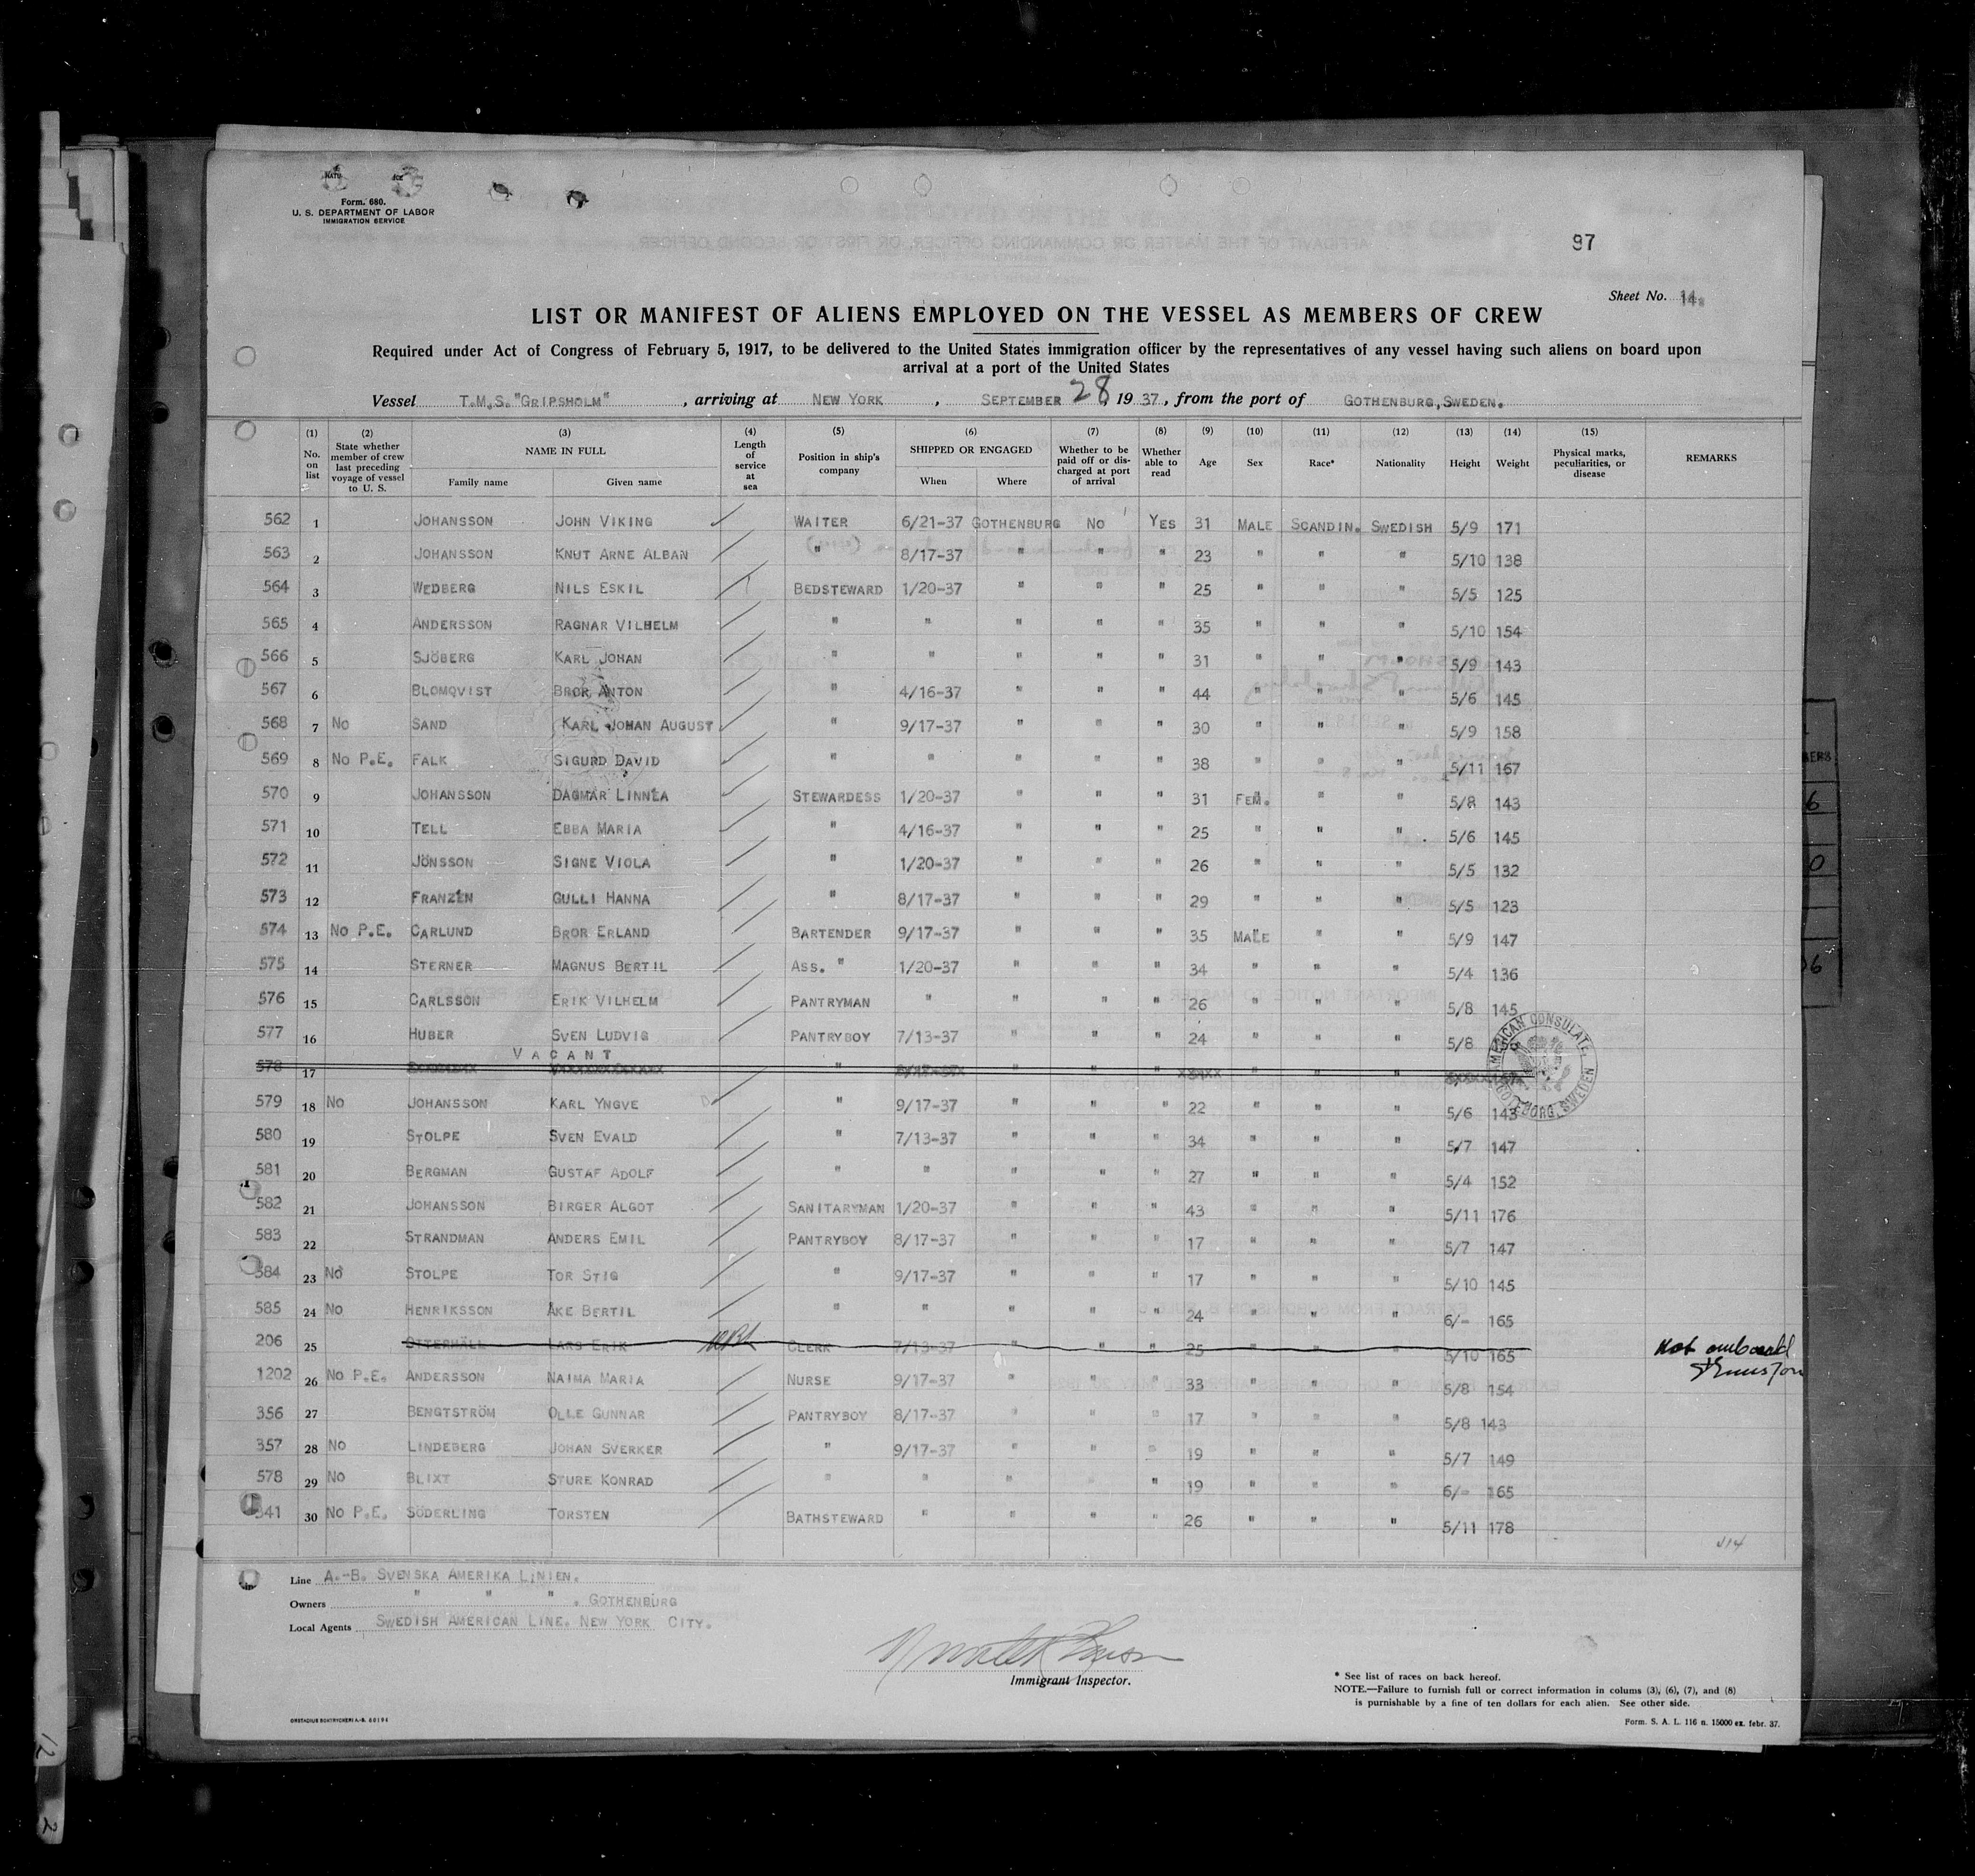 Form. 680.
U. S. DEPARTMENT OF LABOR
IMMIGRATION SERVICE
97
Sheet No. 14.
LIST OR MANIFEST OF ALIENS EMPLOYED ON THE VESSEL AS MEMBERS OF CREW
Required under Act of Congress of February 5, 1917, to be delivered to the United States immigration officer by the representatives of any vessel having such aliens on board upon
arrival at a port of the United States
Vessel T.M.S. "GRIPSHOLM", arriving at NEW YORK, SEPTEMBER 28, 1937, from the port of GOTHENBURG, SWEDEN.
(1) No. on list (2) State whether member of crew last preceding voyage of vessel to U. S. (3) NAME IN FULL Family name Given name (4) Length of service at sea (5) Position in ship's company (6) SHIPPED OR ENGAGED When Where (7) Whether to be paid off or discharged at port of arrival (8) Whether able to read (9) Age (10) Sex (11) Race* (12) Nationality (13) Height (14) Weight (15) Physical marks, peculiarities, or disease REMARKS
562 1 JOHANSSON JOHN VIKING WAITER 6/21-37 GOTHENBURG NO YES 31 MALE SCANDIN. SWEDISH 5/9 171
563 2 JOHANSSON KNUT ARNE ALBAN " 8/17-37 " " " 23 " " " 5/10 138
564 3 WEDBERG NILS ESKIL BEDSTEWARD 1/20-37 " " " 25 " " " 5/5 125
565 4 ANDERSSON RAGNAR VILHELM " " " " " 35 " " " 5/10 154
566 5 SJÖBERG KARL JOHAN " " " " " 31 " " " 5/9 143
567 6 BLOMQVIST BROR ANTON " 4/16-37 " " " 44 " " " 5/6 145
568 7 NO SAND KARL JOHAN AUGUST " 9/17-37 " " " 30 " " " 5/9 158
569 8 NO P.E. FALK SIGURD DAVID " " " " " 38 " " " 5/11 167
570 9 JOHANSSON DAGMAR LINNÉA STEWARDESS 1/20-37 " " " 31 FEM. " " 5/8 143
571 10 TELL EBBA MARIA " 4/16-37 " " " 25 " " " 5/6 145
572 11 JÖNSSON SIGNE VIOLA " 1/20-37 " " " 26 " " " 5/5 132
573 12 FRANZÉN GULLI HANNA " 8/17-37 " " " 29 " " " 5/5 123
574 13 NO P.E. CARLUND BROR ERLAND BARTENDER 9/17-37 " " " 35 MALE " " 5/9 147
575 14 STERNER MAGNUS BERTIL ASS. " 1/20-37 " " " 34 " " " 5/4 136
576 15 CARLSSON ERIK VILHELM PANTRYMAN " " " " 26 " " " 5/8 145
577 16 HUBER SVEN LUDVIG PANTRYBOY 7/13-37 " " " 24 " " " 5/8
VACANT
578 17 " " " " " " "
AMERICAN CONSULATE
SWEDEN
579 18 NO JOHANSSON KARL YNGVE " 9/17-37 " " " 22 " " " 5/6 143
580 19 STOLPE SVEN EVALD " 7/13-37 " " " 34 " " " 5/7 147
581 20 BERGMAN GUSTAF ADOLF " " " " " 27 " " " 5/4 152
582 21 JOHANSSON BIRGER ALGOT SANITARYMAN 1/20-37 " " " 43 " " " 5/11 176
583 22 STRANDMAN ANDERS EMIL PANTRYBOY 8/17-37 " " " 17 " " " 5/7 147
584 23 NO STOLPE TOR STIG " 9/17-37 " " " 17 " " " 5/10 145
585 24 NO HENRIKSSON ÅKE BERTIL " " " " " 24 " " " 6/- 165
206 25 OTTERHÄLL LARS ERIK CLERK 7/13-37 " " " 25 " " " 5/10 165 not onboard
1202 26 NO P.E. ANDERSSON NAIMA MARIA NURSE 9/17-37 " " " 33 " " " 5/8 154
356 27 BENGTSTRÖM OLLE GUNNAR PANTRYBOY 8/17-37 " " " 17 " " " 5/8 143
357 28 NO LINDEBERG JOHAN SVERKER " 9/17-37 " " " 19 " " " 5/7 149
578 29 NO BLIXT STURE KONRAD " " " " " 19 " " " 6/- 165
341 30 NO P.E. SÖDERLING TORSTEN BATHSTEWARD " " " " 26 " " " 5/11 178
Line A.-B. SVENSKA AMERIKA LINIEN.
Owners " " " . GOTHENBURG
Local Agents SWEDISH AMERICAN LINE. NEW YORK CITY.
Immigrant Inspector.
* See list of races on back hereof.
NOTE.—Failure to furnish full or correct information in colums (3), (6), (7), and (8)
is punishable by a fine of ten dollars for each alien. See other side.
Form. S. A. L. 116 n. 15000 ex. febr. 37.